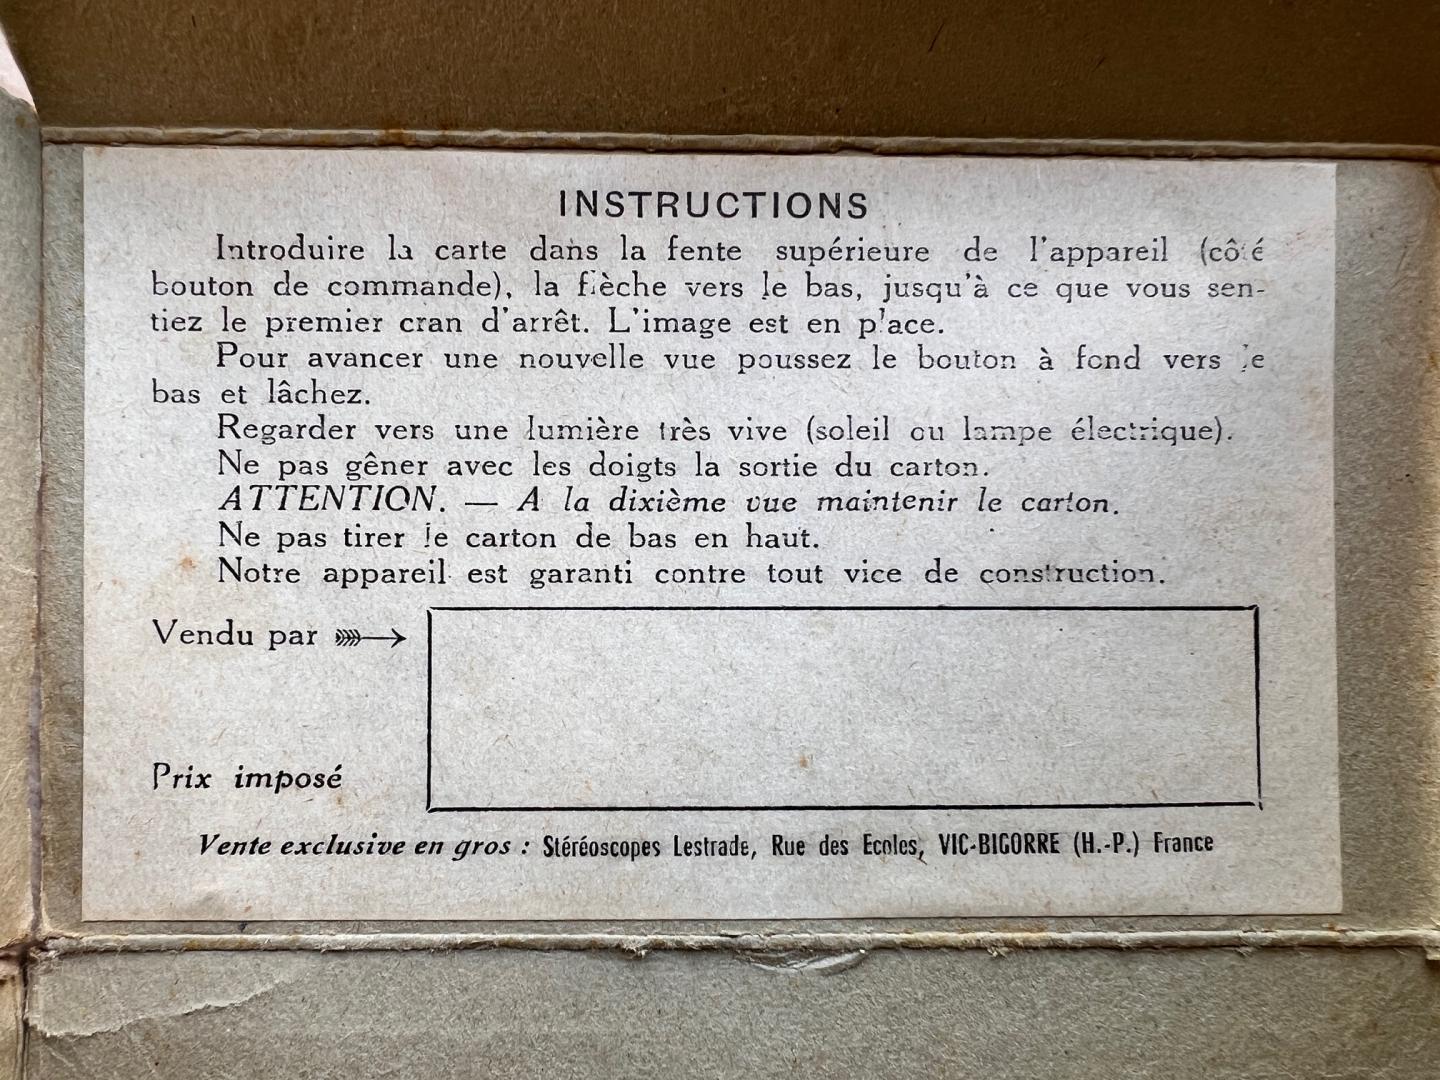 INSTRUCTIONS
Introduire la carte dans la fente supérieure de l'appareil (côté
bouton de commande), la flèche vers le bas, jusqu'à ce que vous sen-
tiez le premier cran d'arrêt. L'image est en place.
Pour avancer une nouvelle vue poussez le bouton à fond vers le
bas et lâchez.
Regarder vers une lumière très vive (soleil ou lampe électrique).
Ne pas gêner avec les doigts la sortie du carton.
ATTENTION. — A la dixième vue maintenir le carton.
Ne pas tirer le carton de bas en haut.
Notre appareil est garanti contre tout vice de construction.
Vendu par
Prix imposé
Vente exclusive en gros : Stéréoscopes Lestrade, Rue des Ecoles, VIC-BIGORRE (H.-P.) France